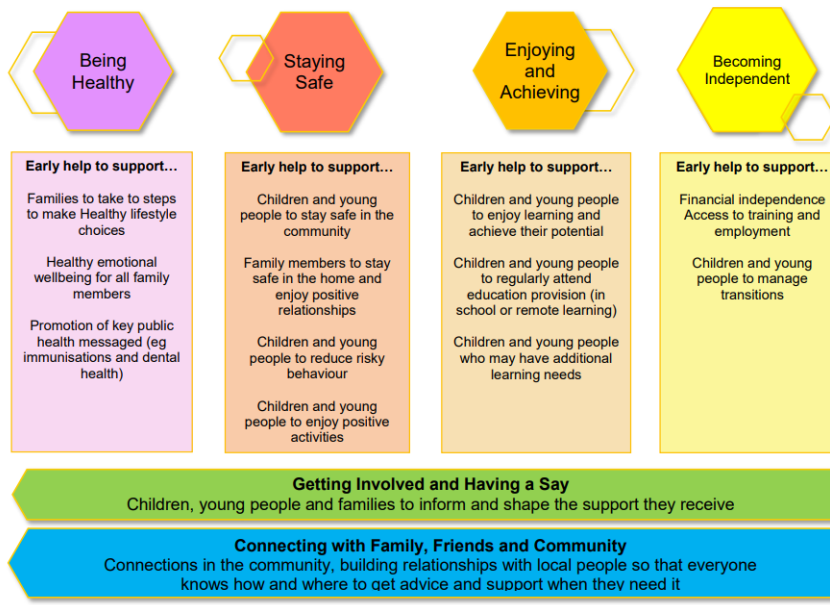 Being
Healthy
Staying
Safe
Enjoying
and
Achieving
Becoming
Independent
Early help to support…
Families to take to steps
to make Healthy lifestyle
choices
Healthy emotional
wellbeing for all family
members
Promotion of key public
health messaged (eg
immunisations and dental
health)
Early help to support…
Children and young
people to stay safe in the
community
Family members to stay
safe in the home and
enjoy positive
relationships
Children and young
people to reduce risky
behaviour
Children and young
people to enjoy positive
activities
Early help to support…
Children and young people
to enjoy learning and
achieve their potential
Children and young people
to regularly attend
education provision (in
school or remote learning)
Children and young people
who may have additional
learning needs
Early help to support…
Financial independence
Access to training and
employment
Children and young
people to manage
transitions
Getting Involved and Having a Say
Children, young people and families to inform and shape the support they receive
Connecting with Family, Friends and Community
Connections in the community, building relationships with local people so that everyone
knows how and where to get advice and support when they need it